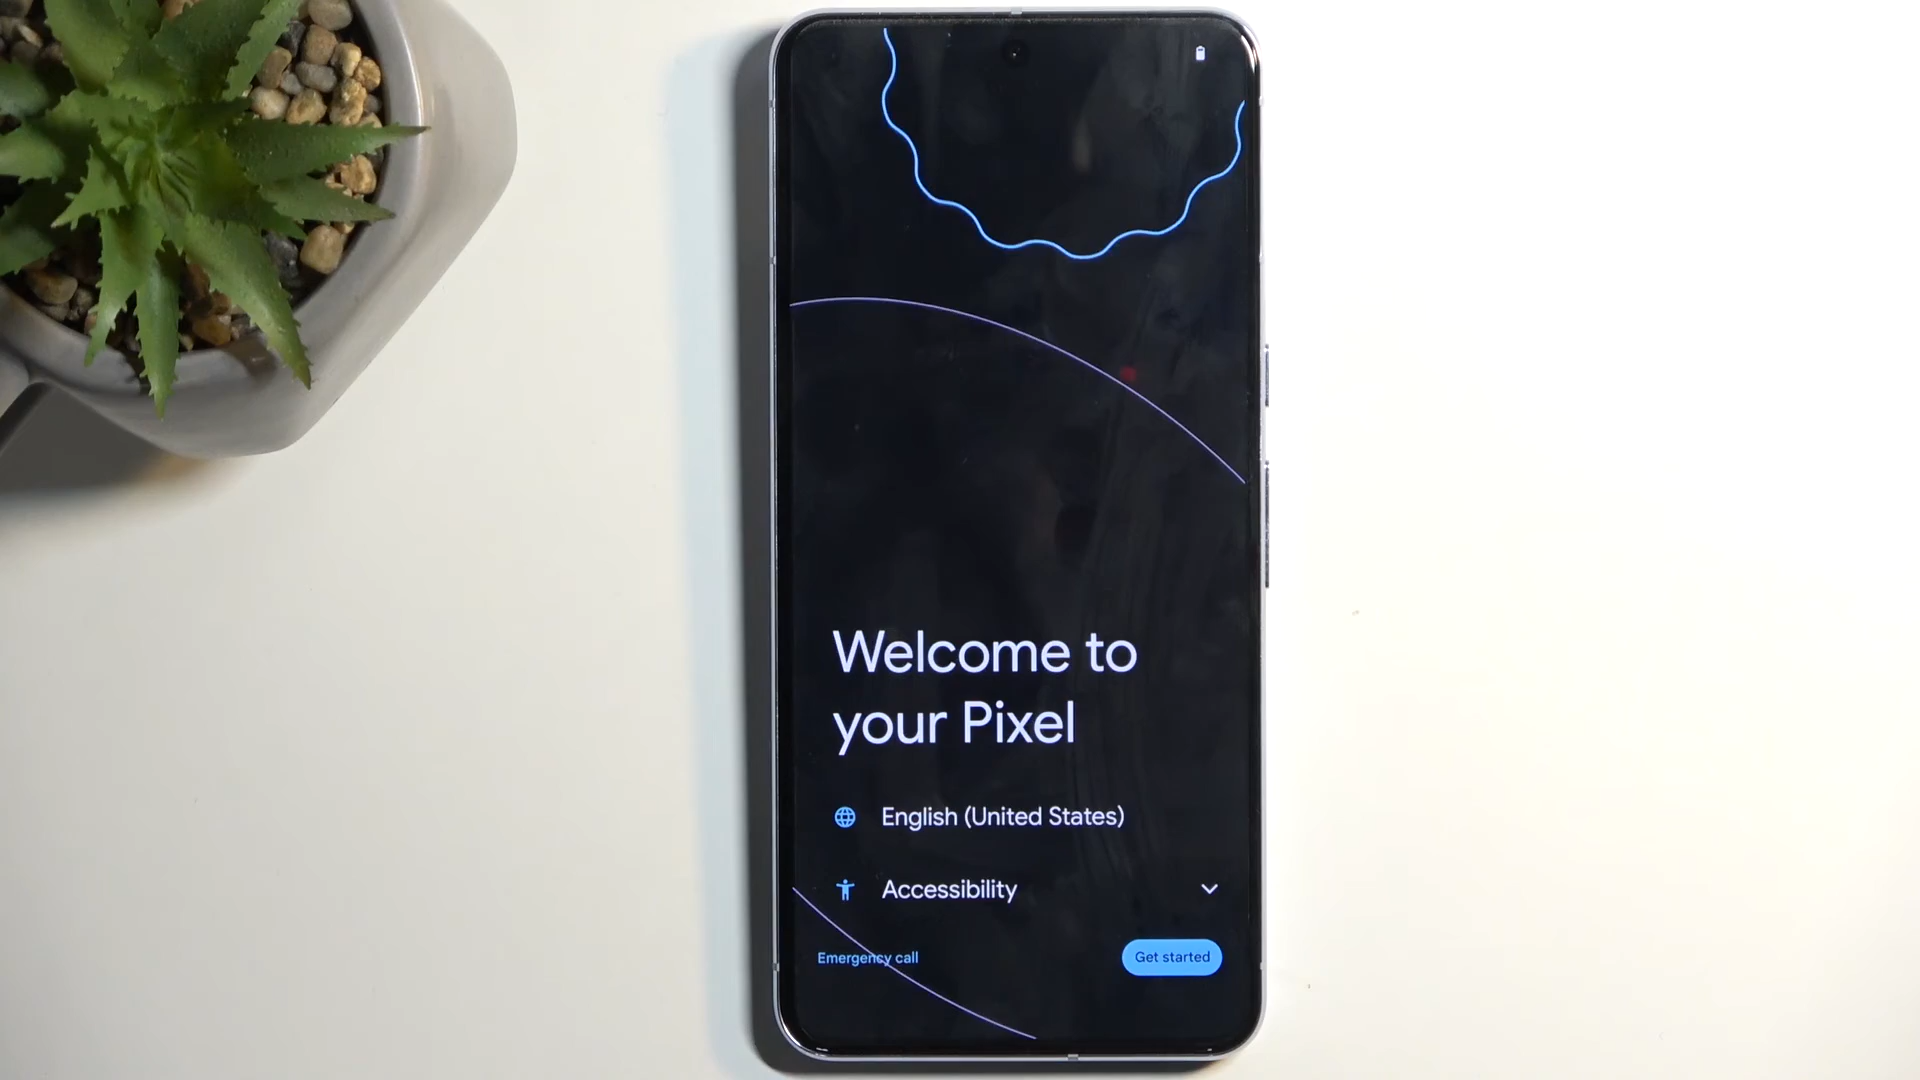 Welcome to
your Pixel
English (United States)
Accessibility
Emergency call
Get started